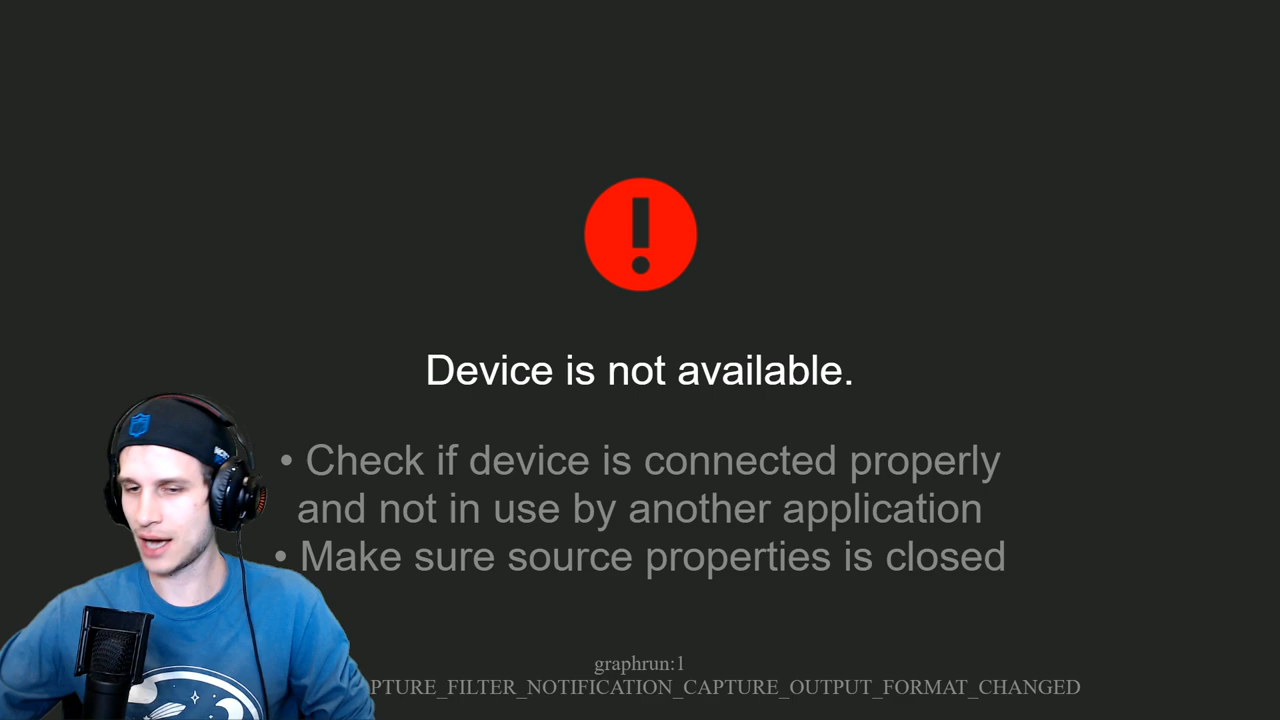 Device is not available.
• Check if device is connected properly
and not in use by another application
• Make sure source properties is closed
graphrun:1
PTURE_FILTER_NOTIFICATION_CAPTURE_OUTPUT_FORMAT_CHANGED